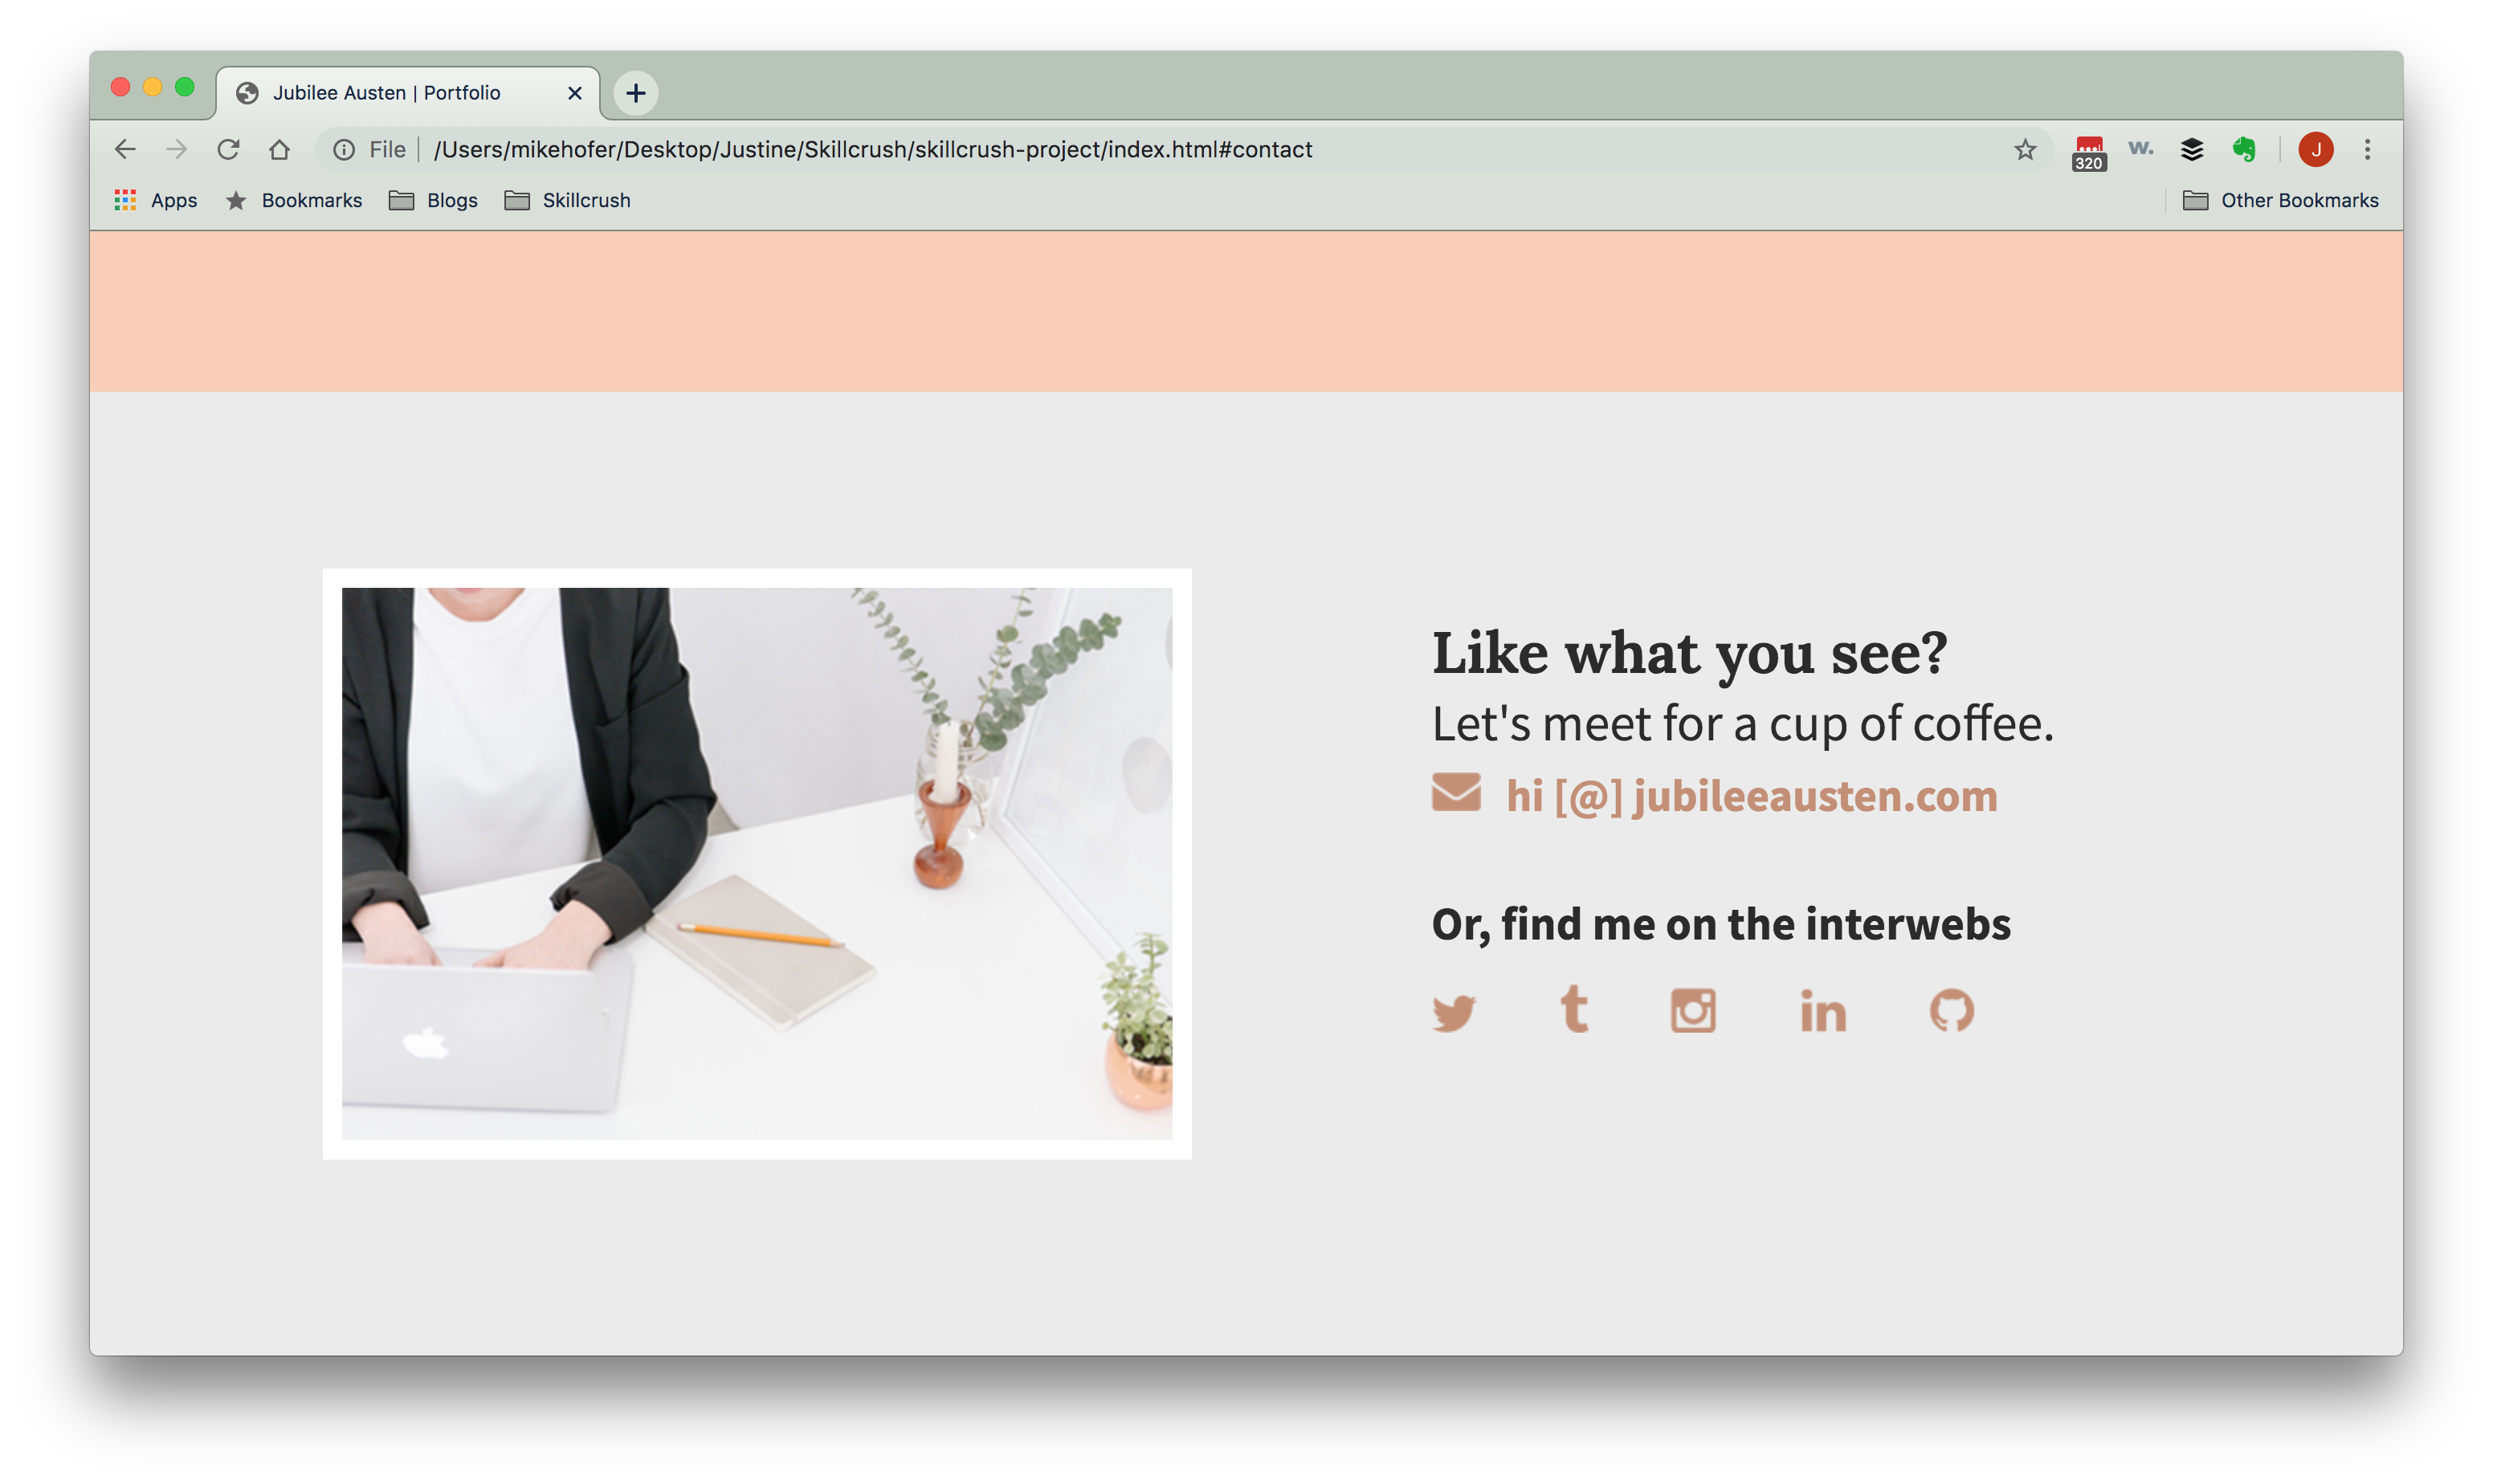 Jubilee Austen | Portfolio
File | /Users/mikehofer/Desktop/Justine/Skillcrush/skillcrush-project/index.html#contact
320
w.
J
Apps
Bookmarks
Blogs
Skillcrush
Other Bookmarks
Like what you see?
Let's meet for a cup of coffee.
hi [@] jubileeausten.com
Or, find me on the interwebs